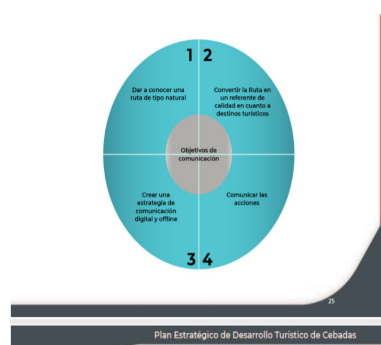 1 2
Dar a conocer una
ruta de tipo natural
Convertir la Ruta en
un referente de
calidad en cuanto a
destinos turísticos
Objetivos de
comunicación
Crear una
estrategia de
comunicación
digital y offline
Comunicar las
acciones
3 4
25
Plan Estratégico de Desarrollo Turístico de Cebadas